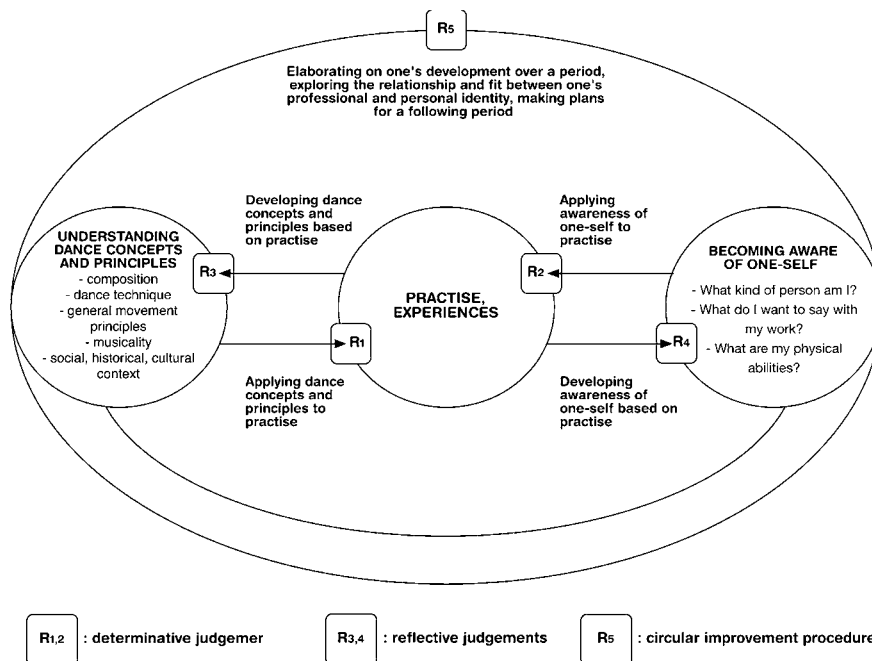 R5
Elaborating on one's development over a period,
exploring the relationship and fit between one's
professional and personal identity, making plans
for a following period
Developing dance
concepts and
principles based
on practise
Applying
awareness of
one-self to
practise
UNDERSTANDING
DANCE CONCEPTS
AND PRINCIPLES
- composition
- dance technique
- general movement
principles
- musicality
- social, historical, cultural
context
R3
PRACTISE,
EXPERIENCES
R2
BECOMING AWARE
OF ONE-SELF
- What kind of person am I?
- What do I want to say with
my work?
- What are my physical
abilities?
R1
R4
Applying dance
concepts and
principles to
practise
Developing
awareness of
one-self based on
practise
R1,2 : determinative judgemer
R3,4 : reflective judgements
R5 : circular improvement procedure